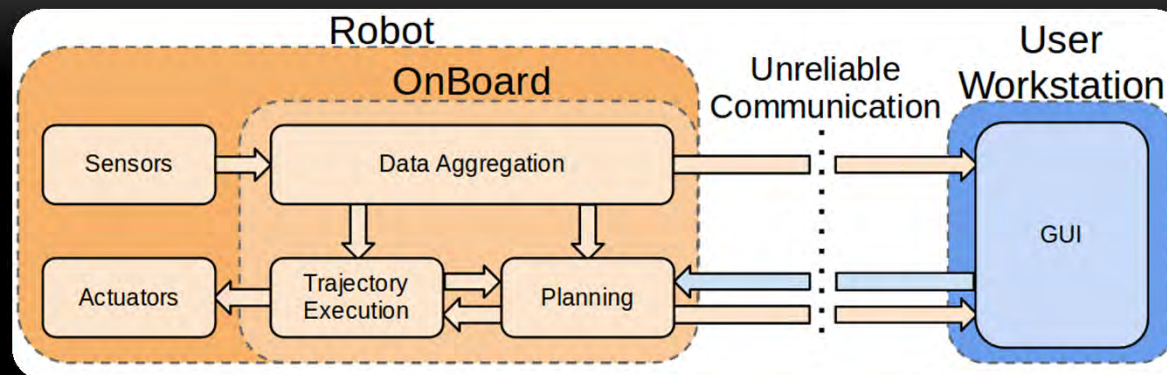 Robot
OnBoard
Unreliable
Communication
User
Workstation
Sensors
Data Aggregation
GUI
Actuators
Trajectory
Execution
Planning